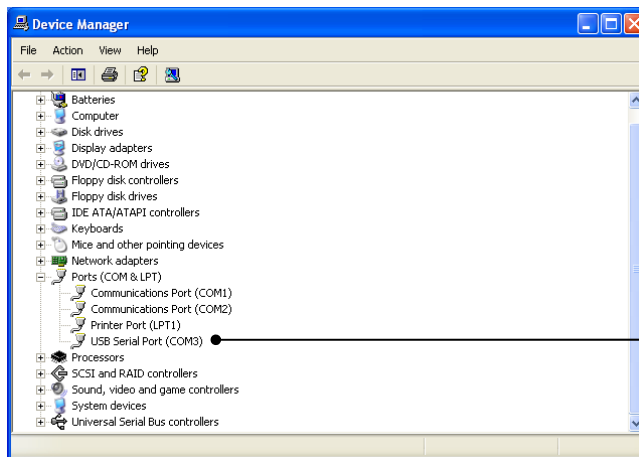 Device Manager
File Action View Help
Batteries
Computer
Disk drives
Display adapters
DVD/CD-ROM drives
Floppy disk controllers
Floppy disk drives
IDE ATA/ATAPI controllers
Keyboards
Mice and other pointing devices
Network adapters
Ports (COM & LPT)
Communications Port (COM1)
Communications Port (COM2)
Printer Port (LPT1)
USB Serial Port (COM3)
Processors
SCSI and RAID controllers
Sound, video and game controllers
System devices
Universal Serial Bus controllers